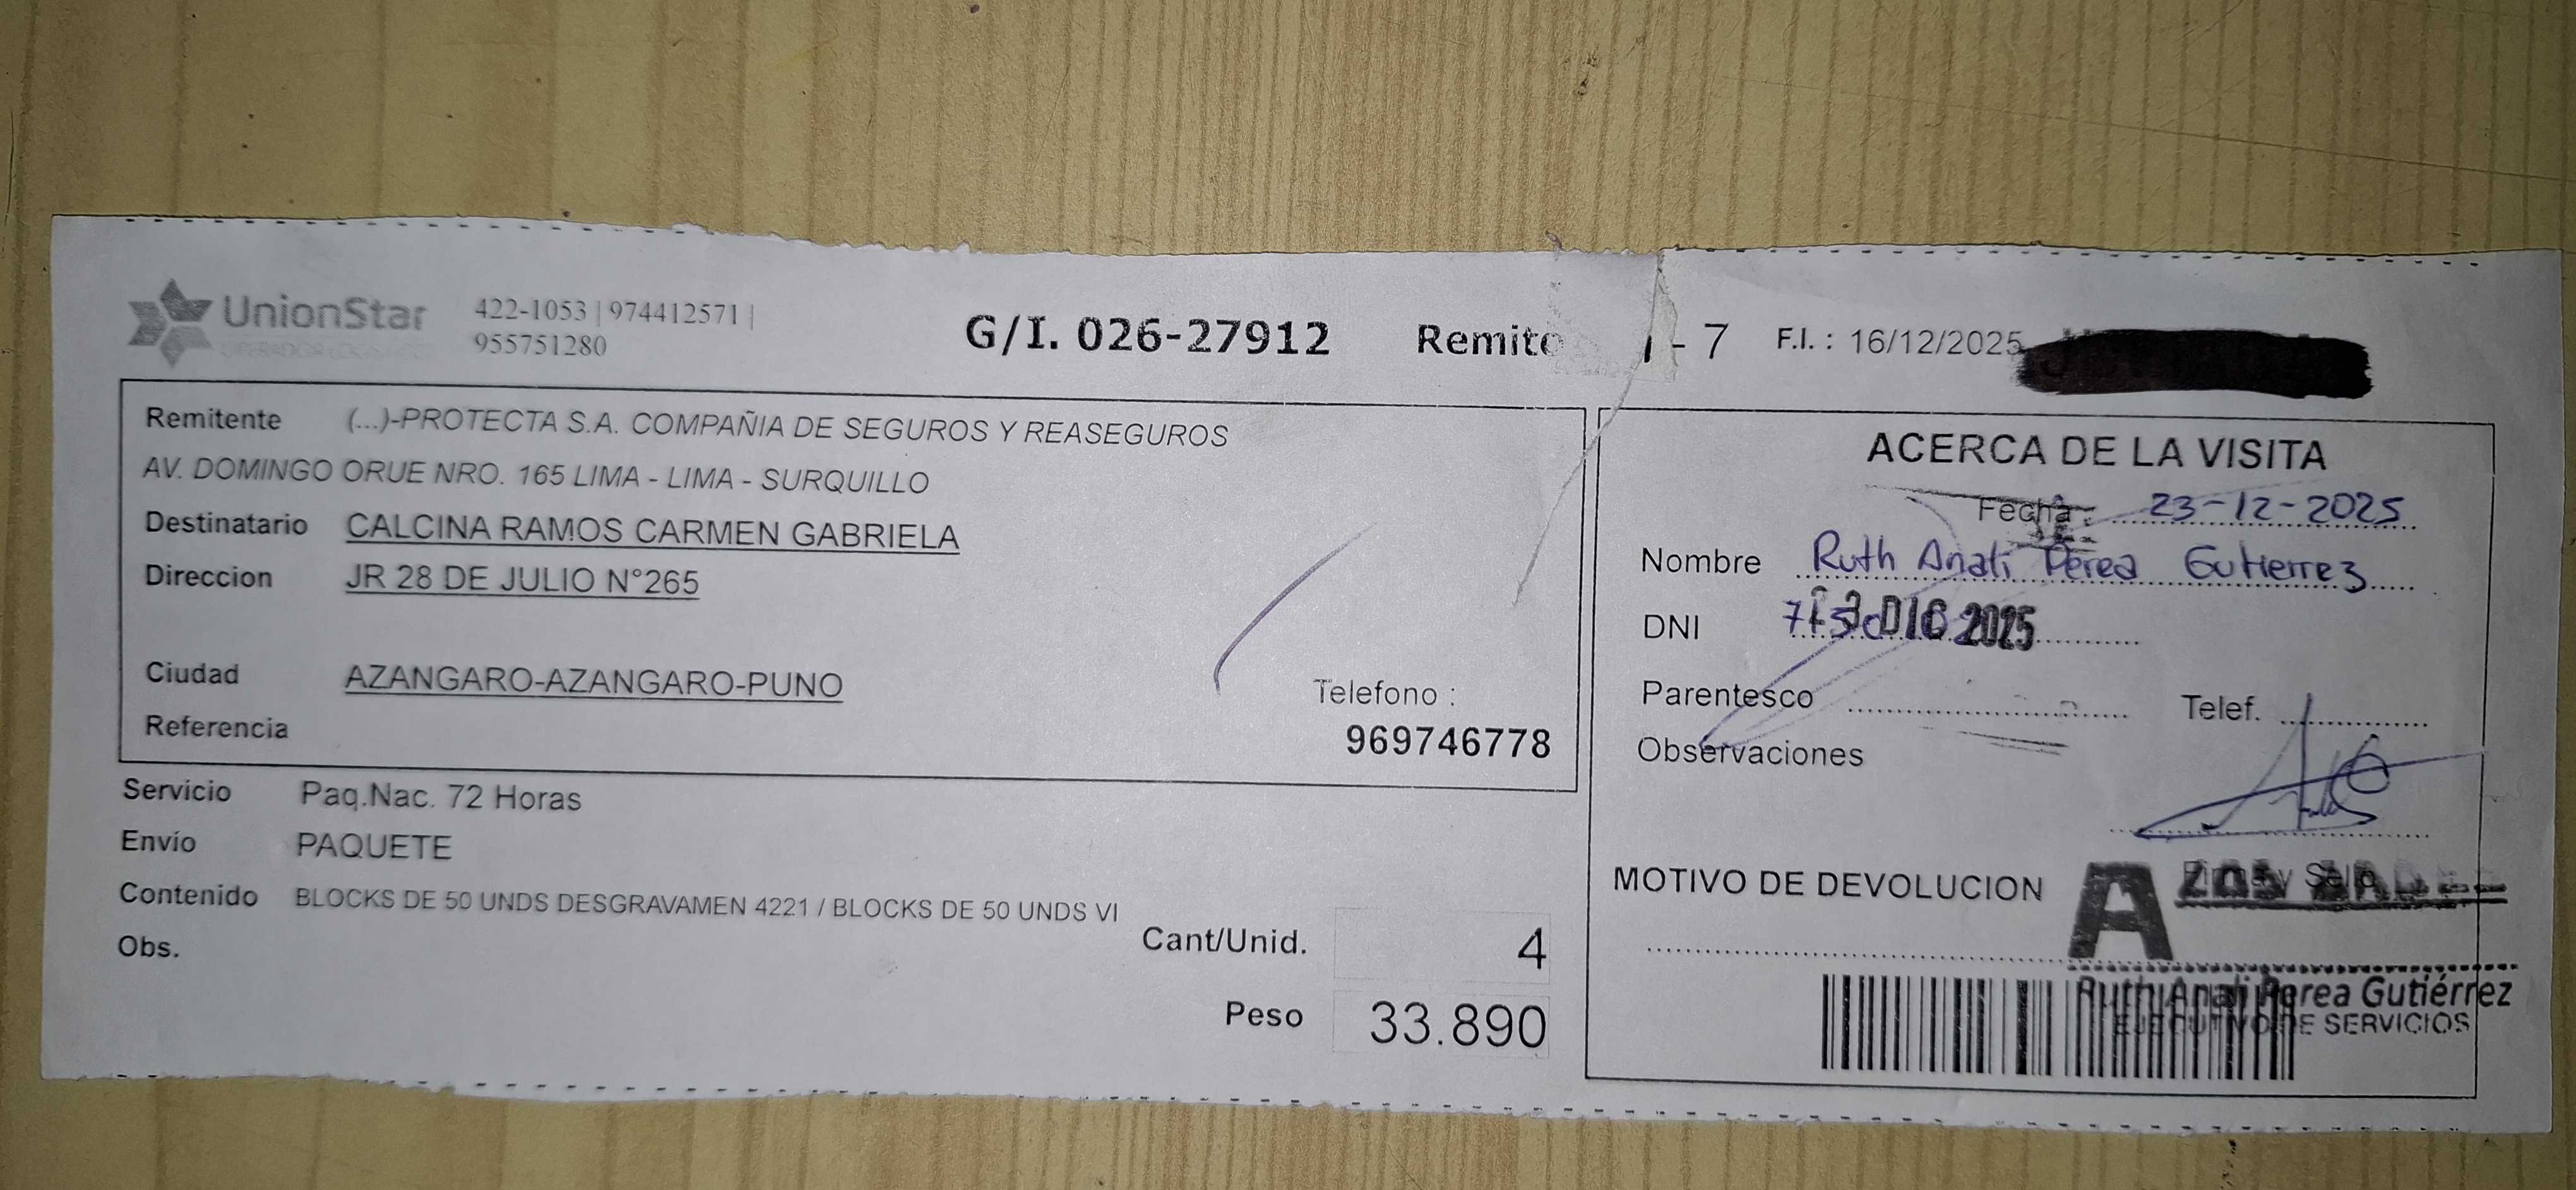 UnionStar
OPERADOR LOGISTICO
422-1053 | 974412571 |
955751280
G/I. 026-27912 Remito - 7 F.I. : 16/12/2025
Remitente (...)-PROTECTA S.A. COMPAÑIA DE SEGUROS Y REASEGUROS
AV. DOMINGO ORUE NRO. 165 LIMA - LIMA - SURQUILLO
Destinatario CALCINA RAMOS CARMEN GABRIELA
Direccion JR 28 DE JULIO N°265
Ciudad AZANGARO-AZANGARO-PUNO
Referencia
Telefono :
969746778
Servicio Paq.Nac. 72 Horas
Envío PAQUETE
Contenido BLOCKS DE 50 UNDS DESGRAVAMEN 4221 / BLOCKS DE 50 UNDS VI
Obs.
Cant/Unid. 4
Peso 33.890
ACERCA DE LA VISITA
Fecha : 23-12-2025
Nombre Ruth Anali Perea Gutierrez
DNI
DIC 2025
Parentesco Telef.
Observaciones
Firma y Sello
MOTIVO DE DEVOLUCION
A
Ruth Anali Perea Gutiérrez
EJECUTIVO DE SERVICIOS